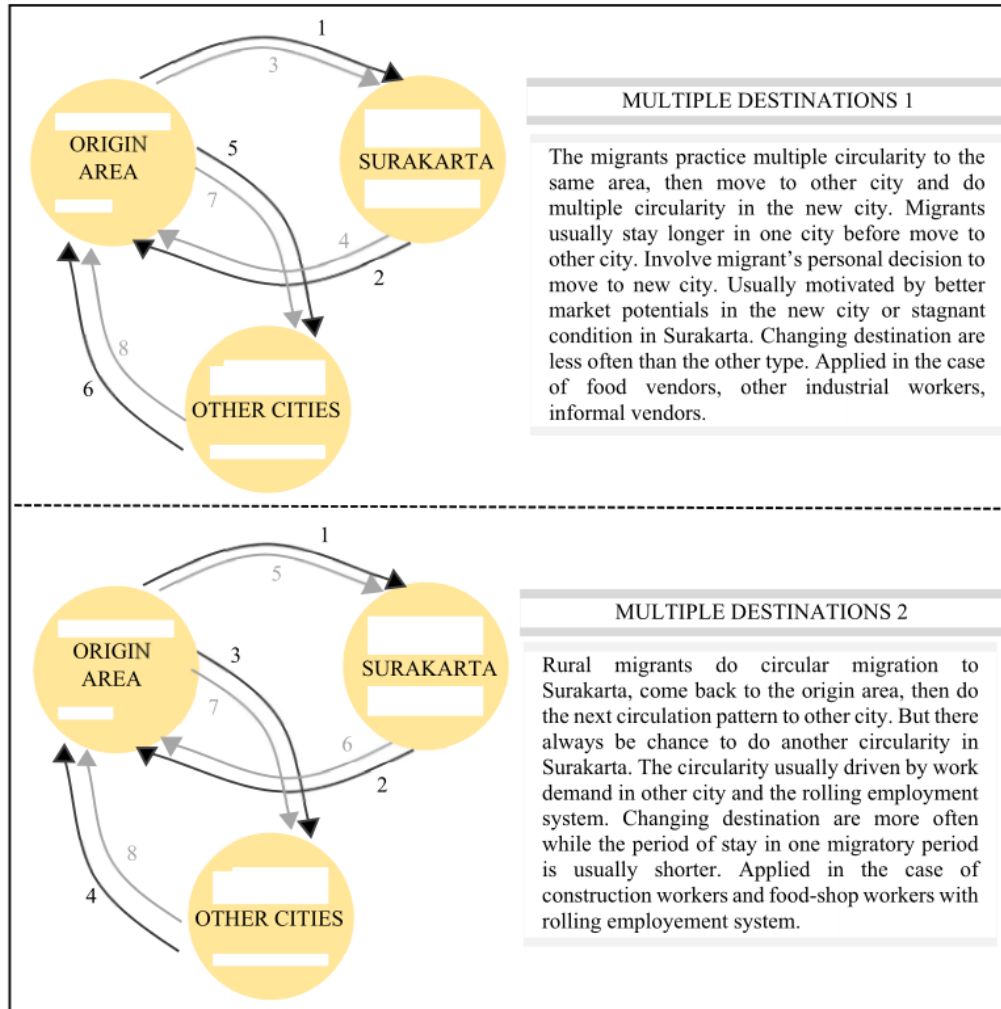 1
3
ORIGIN
AREA
SURAKARTA
5
7
4
2
8
6
OTHER CITIES
MULTIPLE DESTINATIONS 1
The migrants practice multiple circularity to the
same area, then move to other city and do
multiple circularity in the new city. Migrants
usually stay longer in one city before move to
other city. Involve migrant's personal decision to
move to new city. Usually motivated by better
market potentials in the new city or stagnant
condition in Surakarta. Changing destination are
less often than the other type. Applied in the case
of food vendors, other industrial workers,
informal vendors.
1
5
ORIGIN
AREA
SURAKARTA
3
7
6
2
8
4
OTHER CITIES
MULTIPLE DESTINATIONS 2
Rural migrants do circular migration to
Surakarta, come back to the origin area, then do
the next circulation pattern to other city. But there
always be chance to do another circularity in
Surakarta. The circularity usually driven by work
demand in other city and the rolling employment
system. Changing destination are more often
while the period of stay in one migratory period
is usually shorter. Applied in the case of
construction workers and food-shop workers with
rolling employement system.